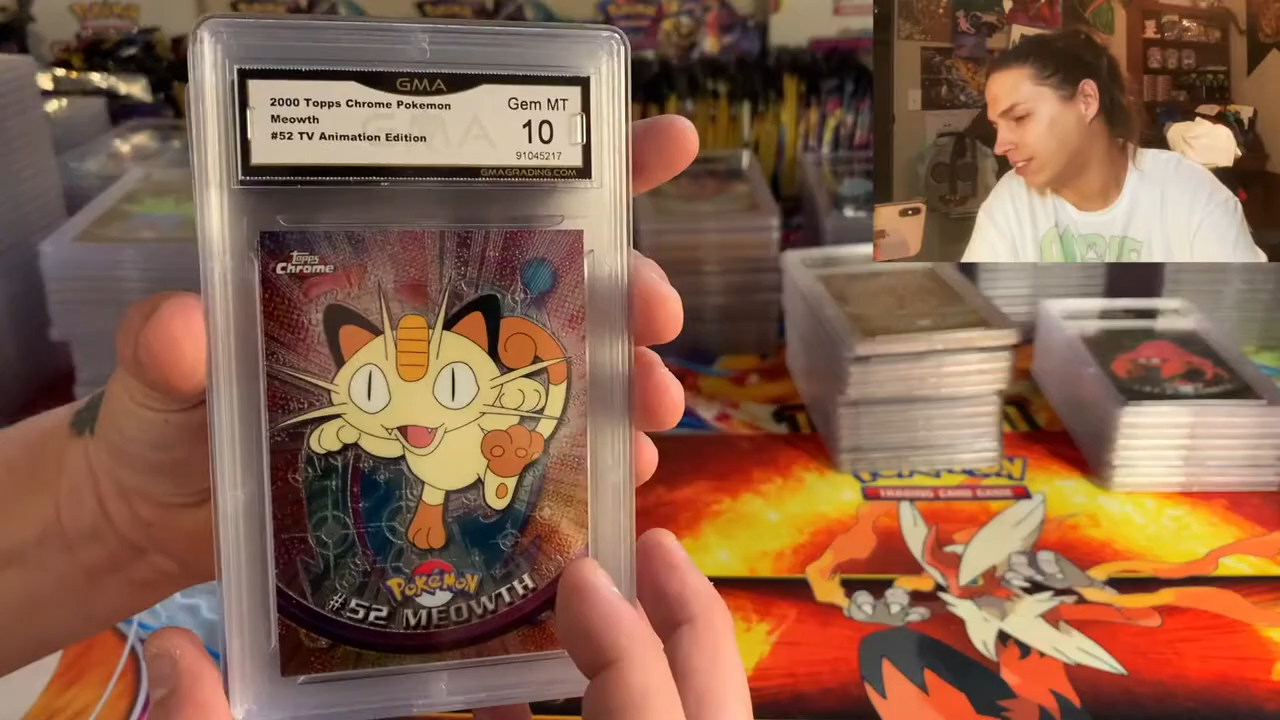 GMA
2000 Topps Chrome Pokemon
Meowth
#52 TV Animation Edition
Gem MT
10
91045217
GMAGRADING.COM
Topps
Chrome
POKéMON
#52 MEOWTH
POKéMON
TRADING CARD GAME